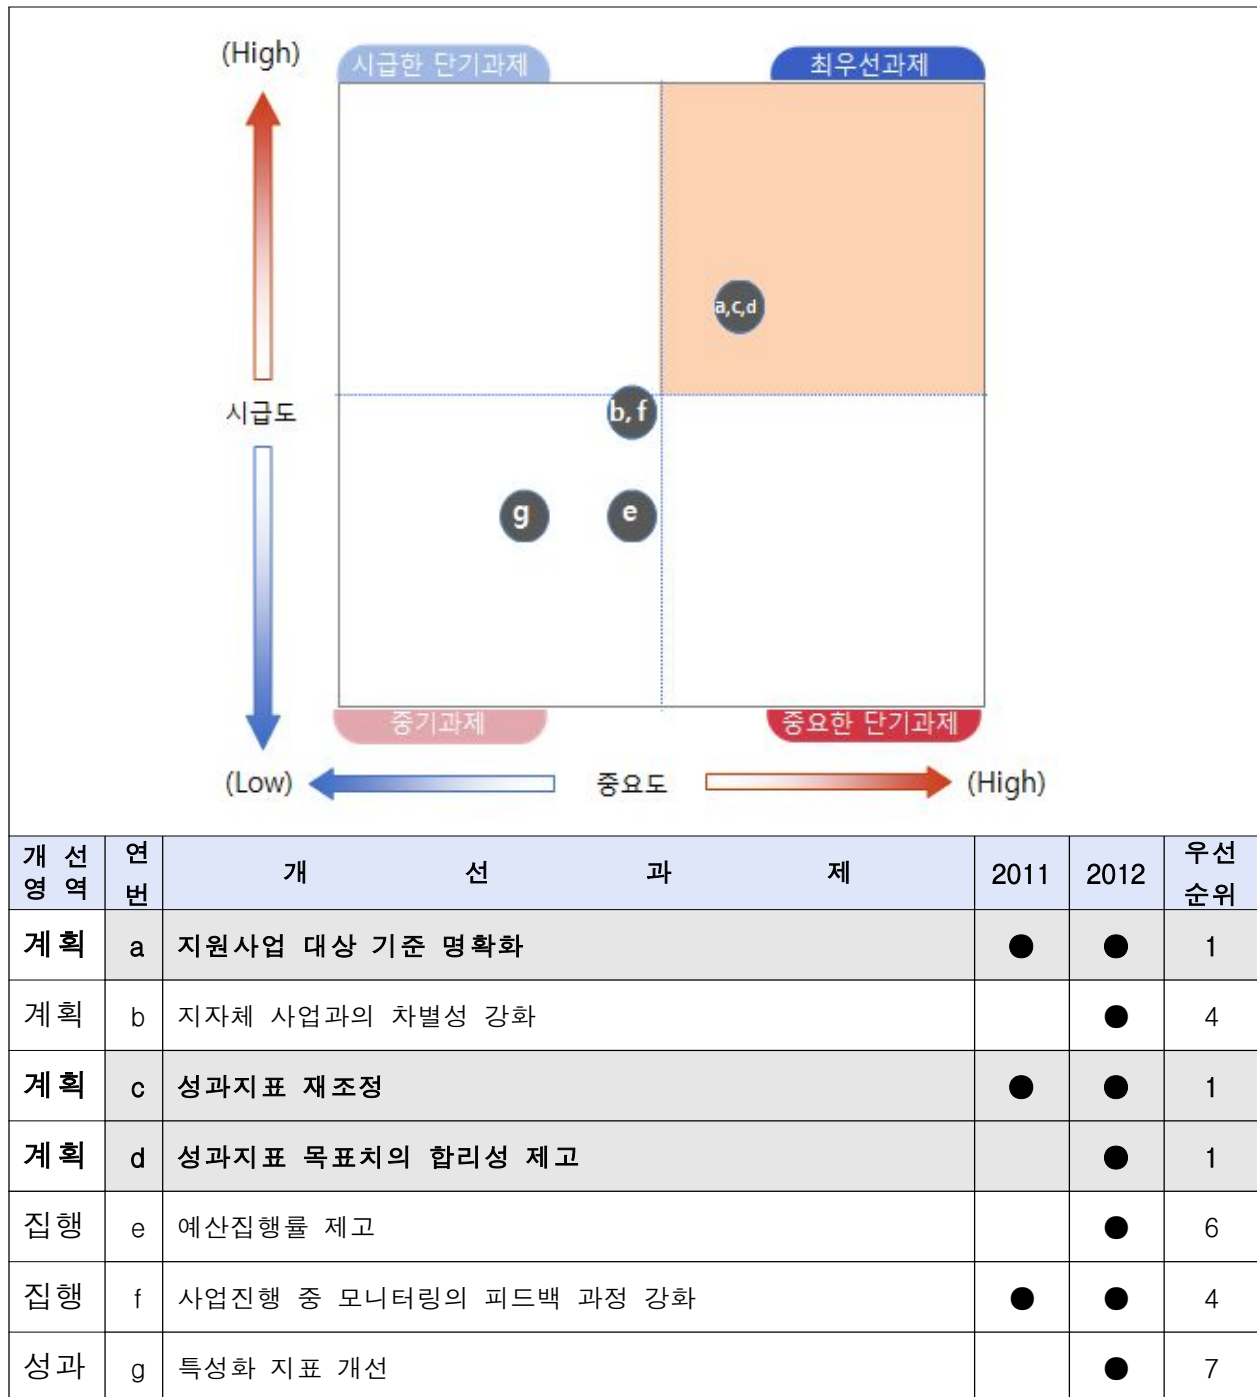 (High)
시급한 단기과제
최우선과제
a,c,d
시급도
b, f
g
e
중기과제
중요한 단기과제
(Low)
중요도
(High)
개 선 영 역 연 번 개 선 과 제 2011 2012 우선 순위
계획 a 지원사업 대상 기준 명확화 ● ● 1
계획 b 지자체 사업과의 차별성 강화 ● 4
계획 c 성과지표 재조정 ● ● 1
계획 d 성과지표 목표치의 합리성 제고 ● 1
집행 e 예산집행률 제고 ● 6
집행 f 사업진행 중 모니터링의 피드백 과정 강화 ● ● 4
성과 g 특성화 지표 개선 ● 7